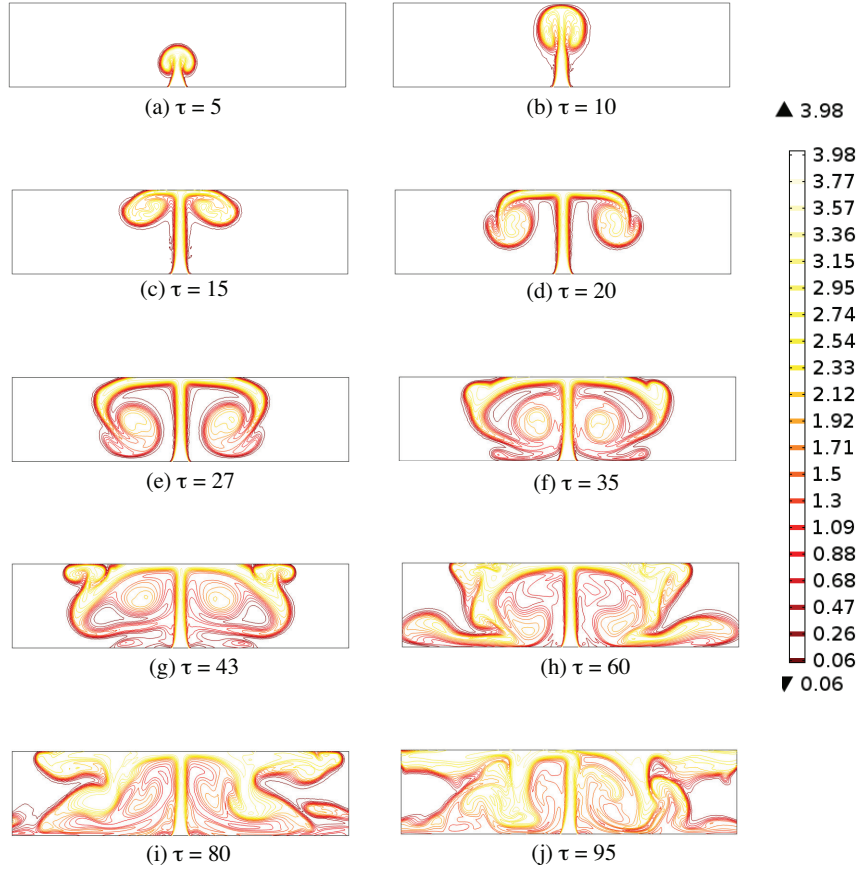 (a) τ = 5
(b) τ = 10
(c) τ = 15
(d) τ = 20
(e) τ = 27
(f) τ = 35
(g) τ = 43
(h) τ = 60
(i) τ = 80
(j) τ = 95
▲ 3.98
3.98
3.77
3.57
3.36
3.15
2.95
2.74
2.54
2.33
2.12
1.92
1.71
1.5
1.3
1.09
0.88
0.68
0.47
0.26
0.06
▼ 0.06